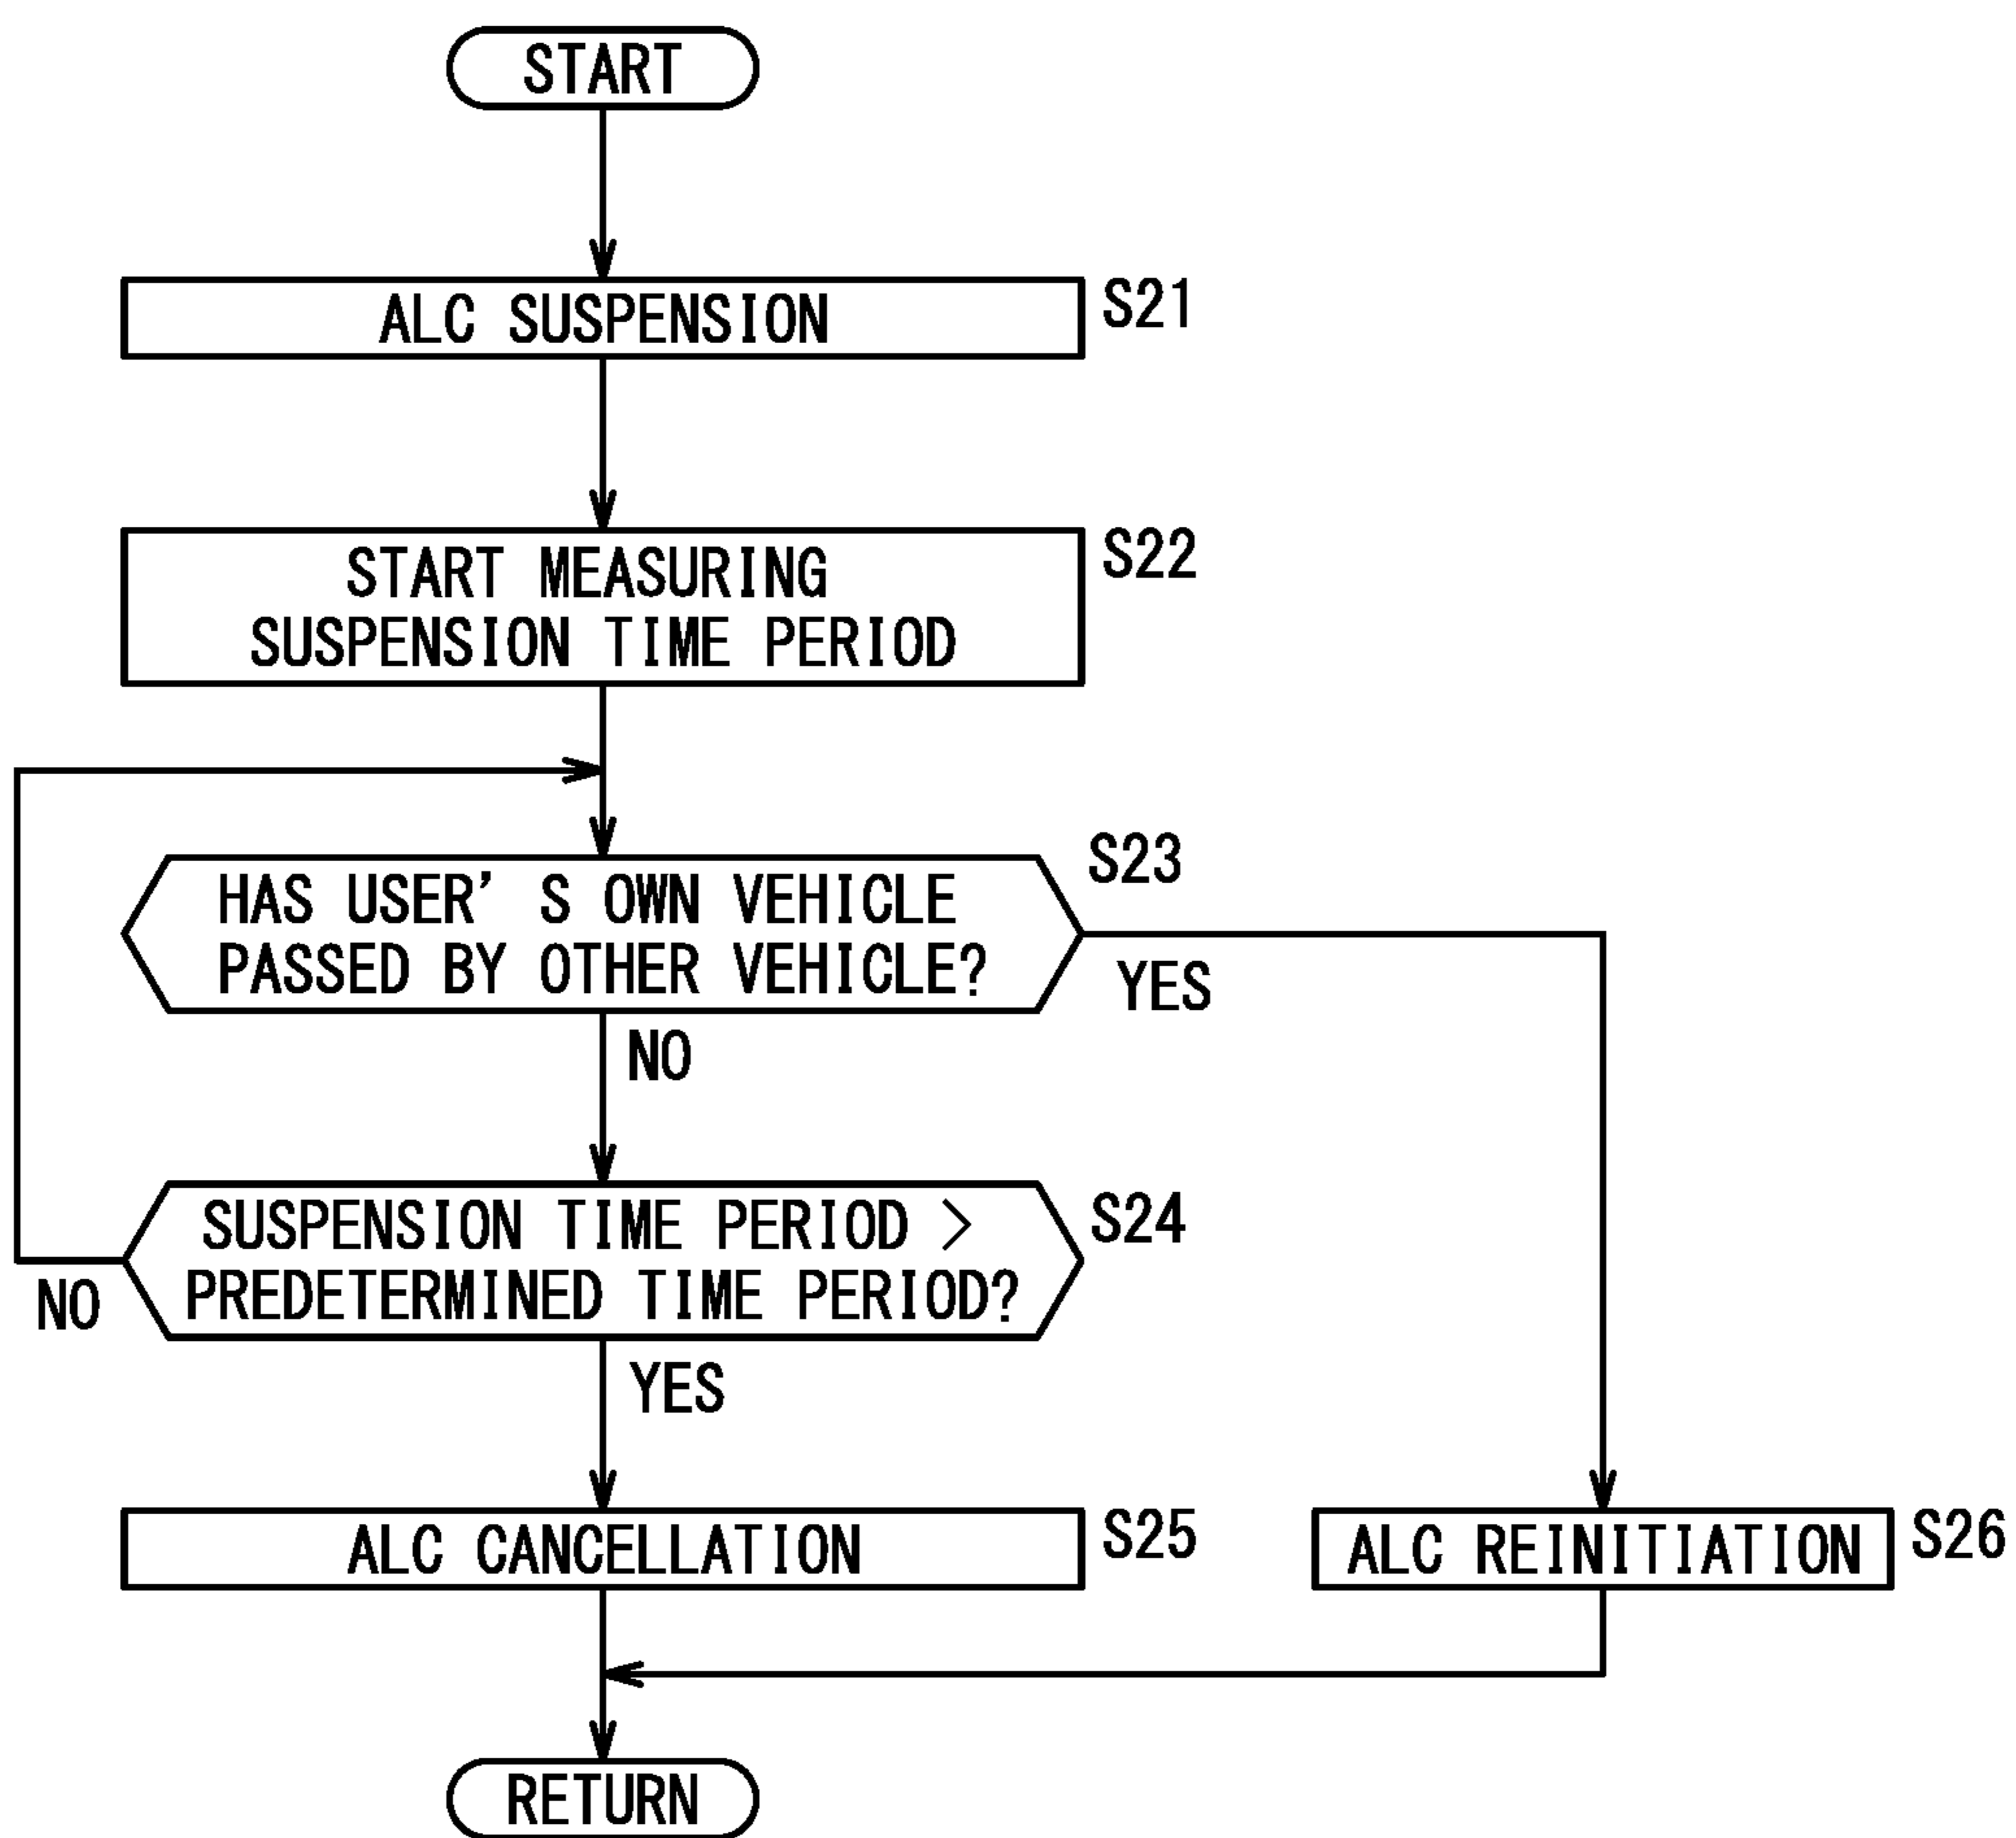 START
ALC SUSPENSION
S21
START MEASURING
SUSPENSION TIME PERIOD
S22
HAS USER'S OWN VEHICLE
PASSED BY OTHER VEHICLE?
S23
YES
NO
SUSPENSION TIME PERIOD >
PREDETERMINED TIME PERIOD?
S24
NO
YES
ALC CANCELLATION
S25
ALC REINITIATION
S26
RETURN